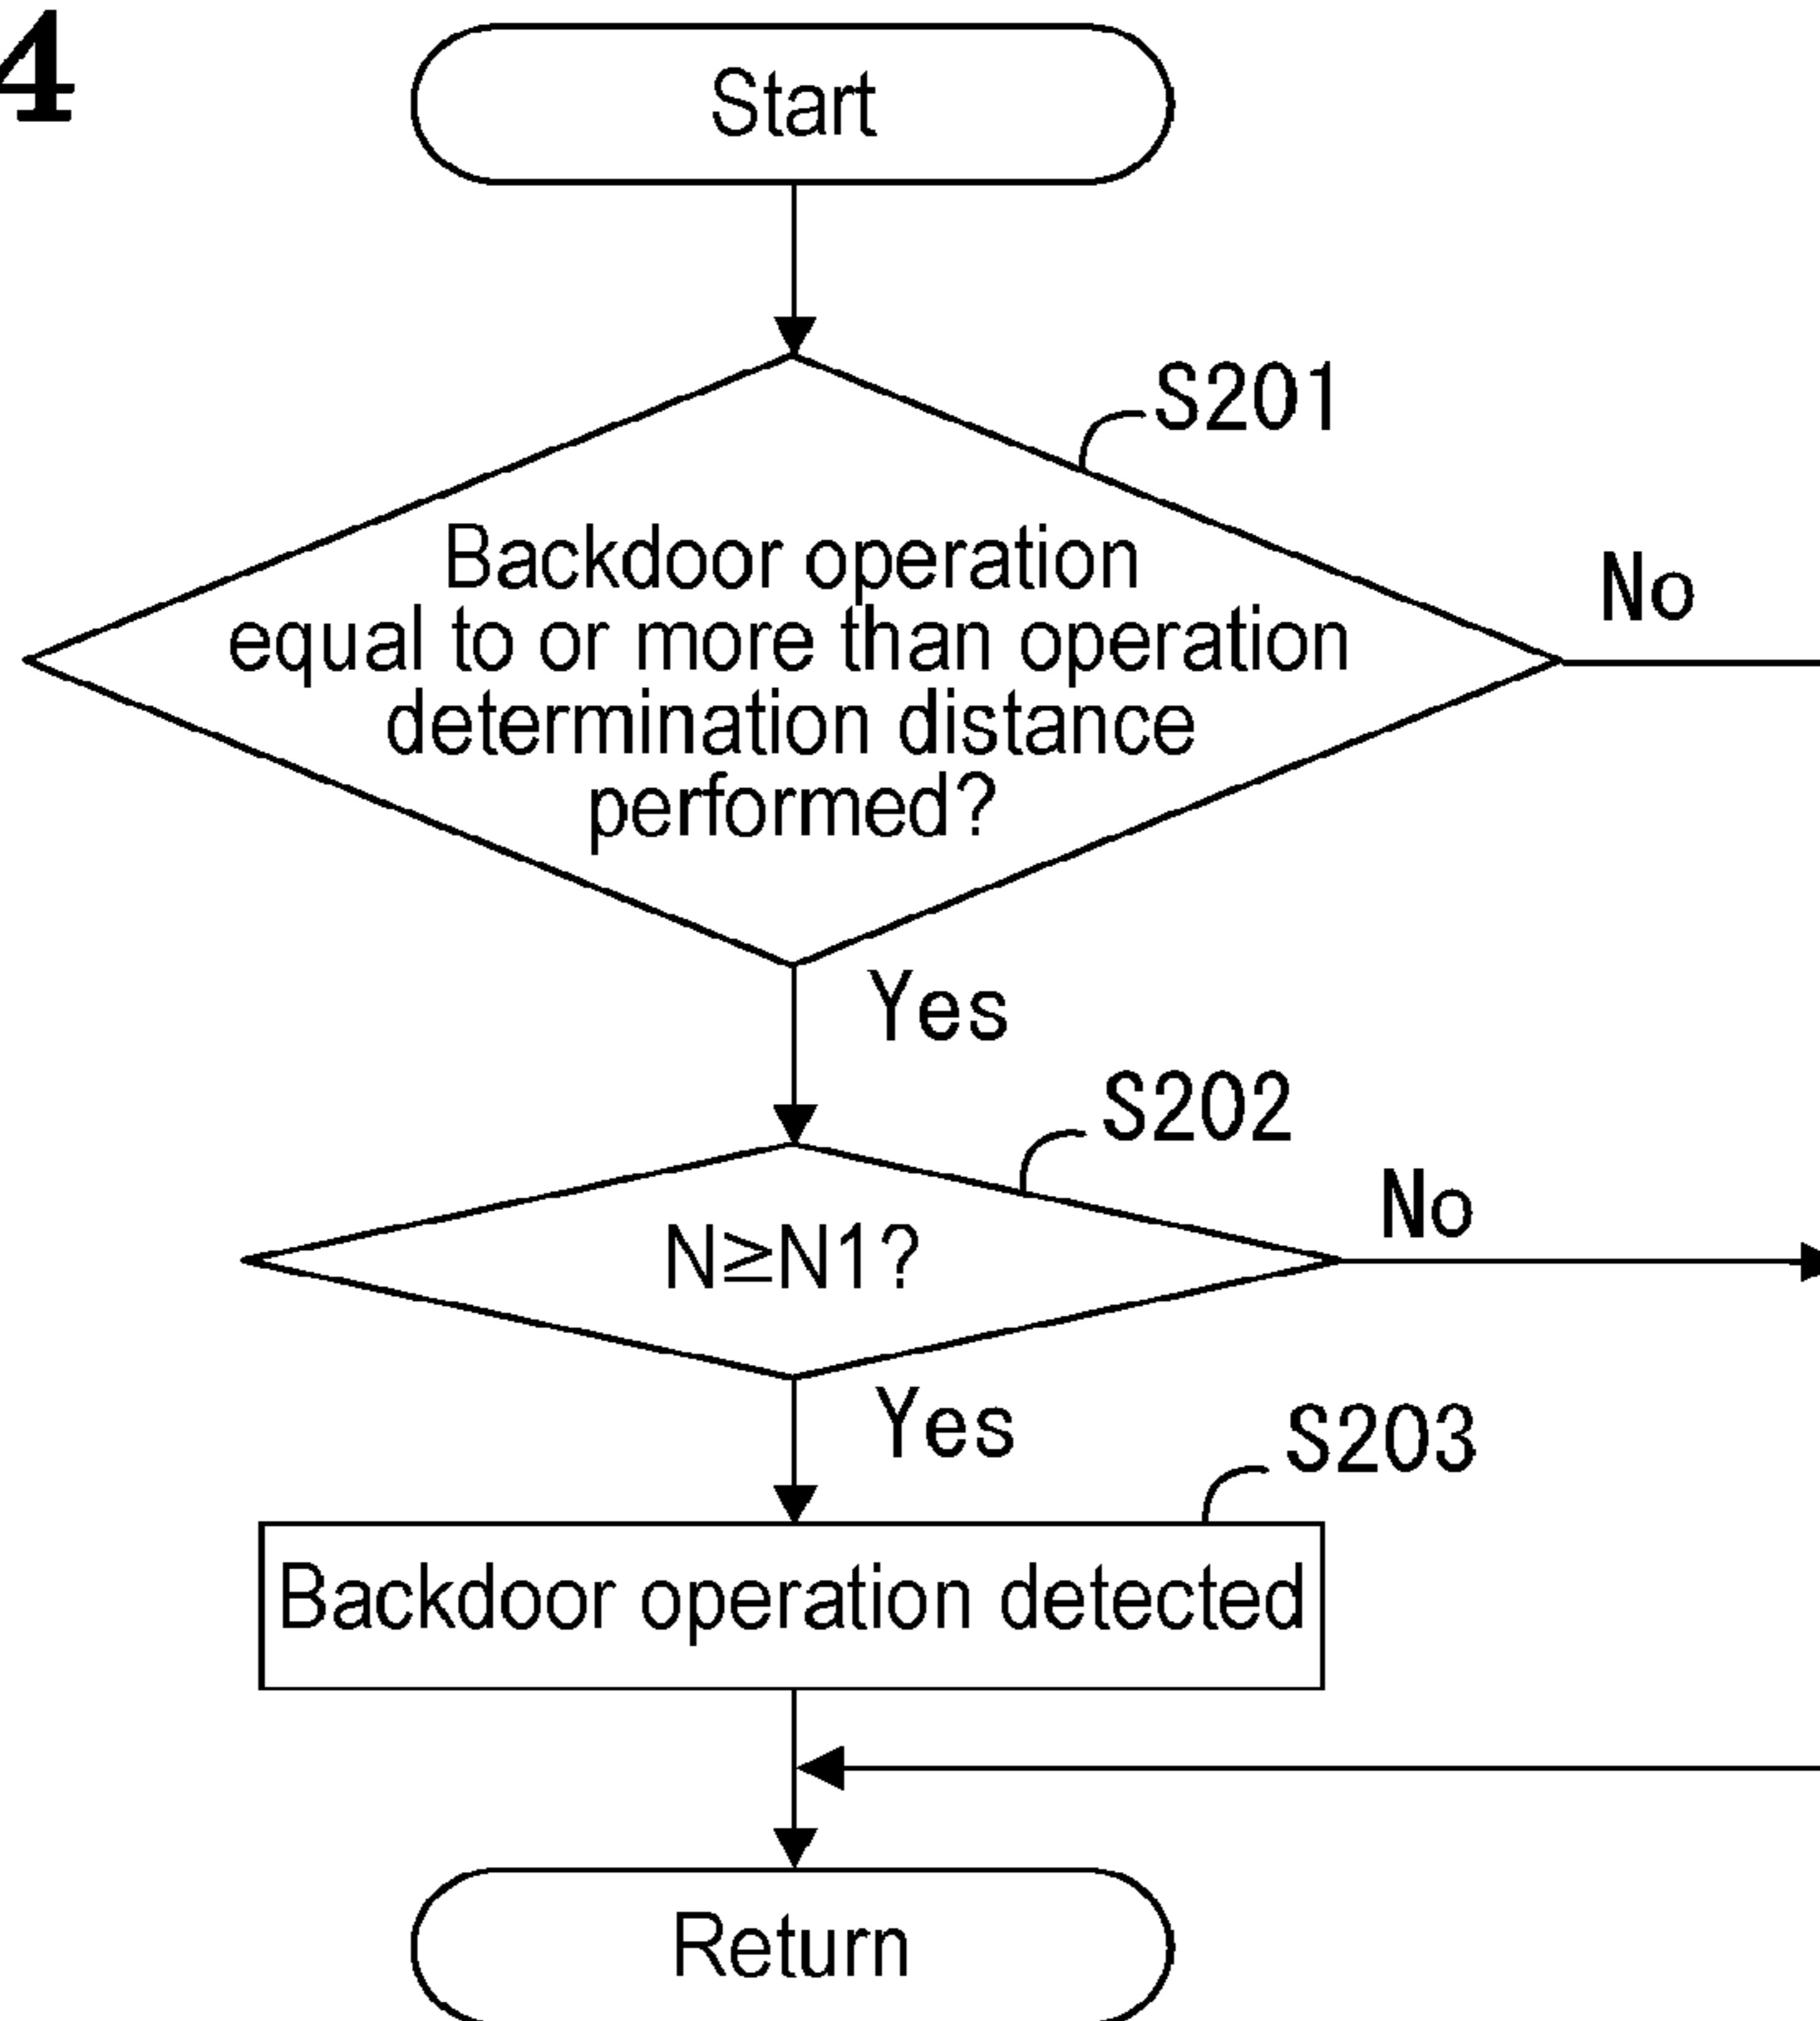 4
Start
S201
Backdoor operation
equal to or more than operation
determination distance
performed?
No
Yes
S202
N≥N1?
No
Yes
S203
Backdoor operation detected
Return